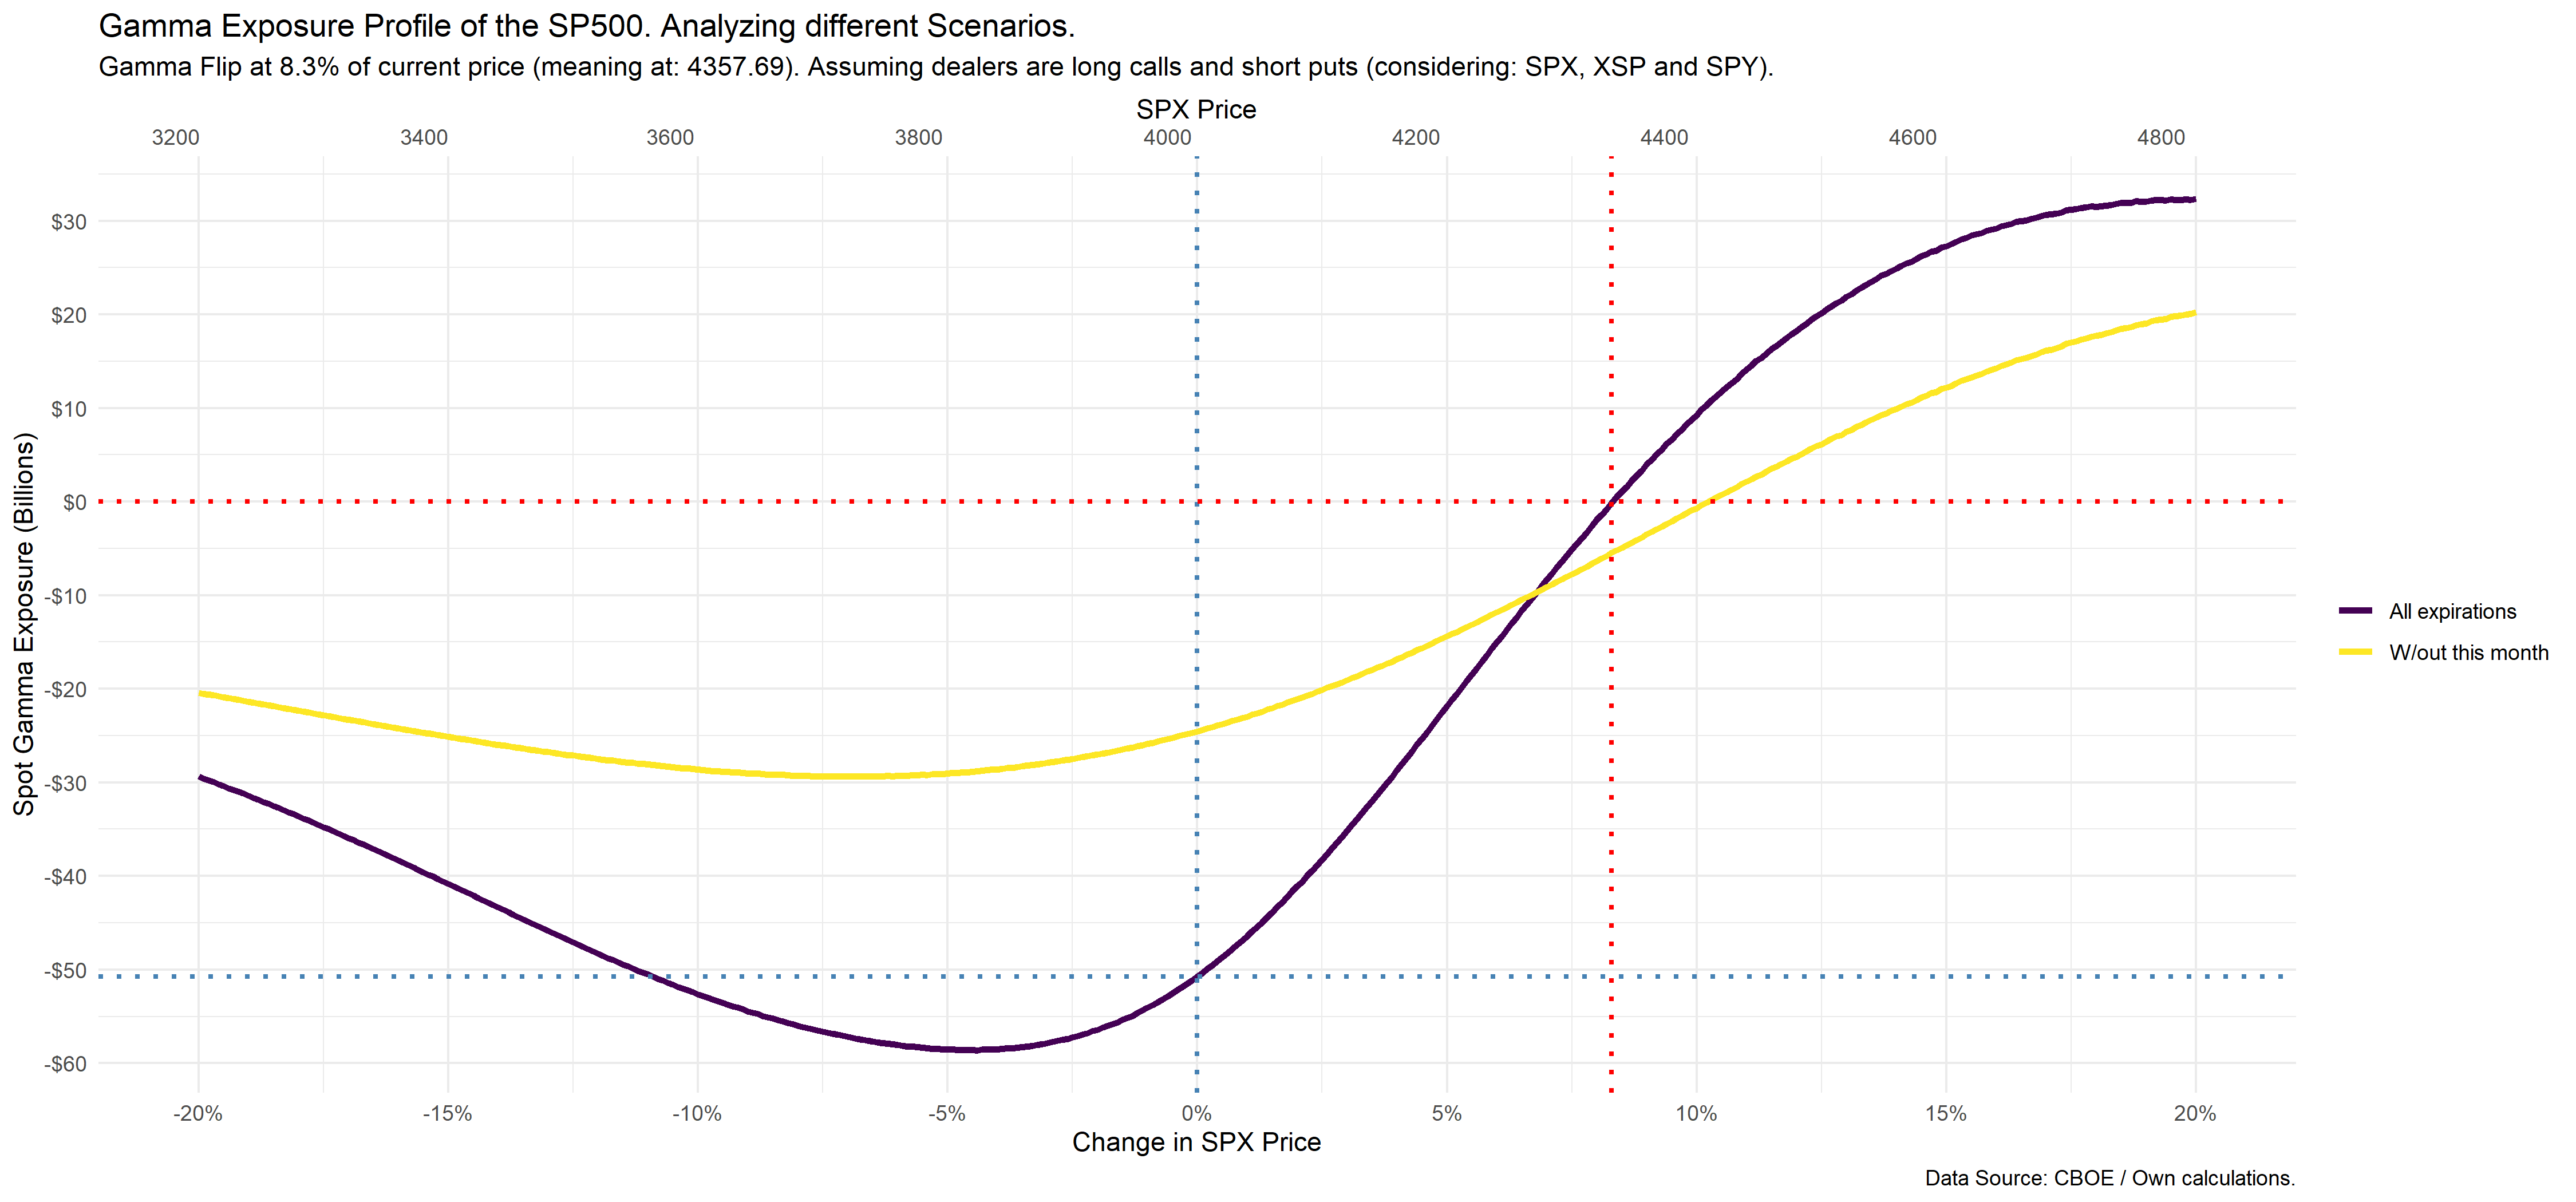 Gamma Exposure Profile of the SP500. Analyzing different Scenarios.
Gamma Flip at 8.3% of current price (meaning at: 4357.69). Assuming dealers are long calls and short puts (considering: SPX, XSP and SPY).
SPX Price
3200 3400 3600 3800 4000 4200 4400 4600 4800
Spot Gamma Exposure (Billions)
$30
$20
$10
$0
-$10
-$20
-$30
-$40
-$50
-$60
All expirations
W/out this month
-20% -15% -10% -5% 0% 5% 10% 15% 20%
Change in SPX Price
Data Source: CBOE / Own calculations.